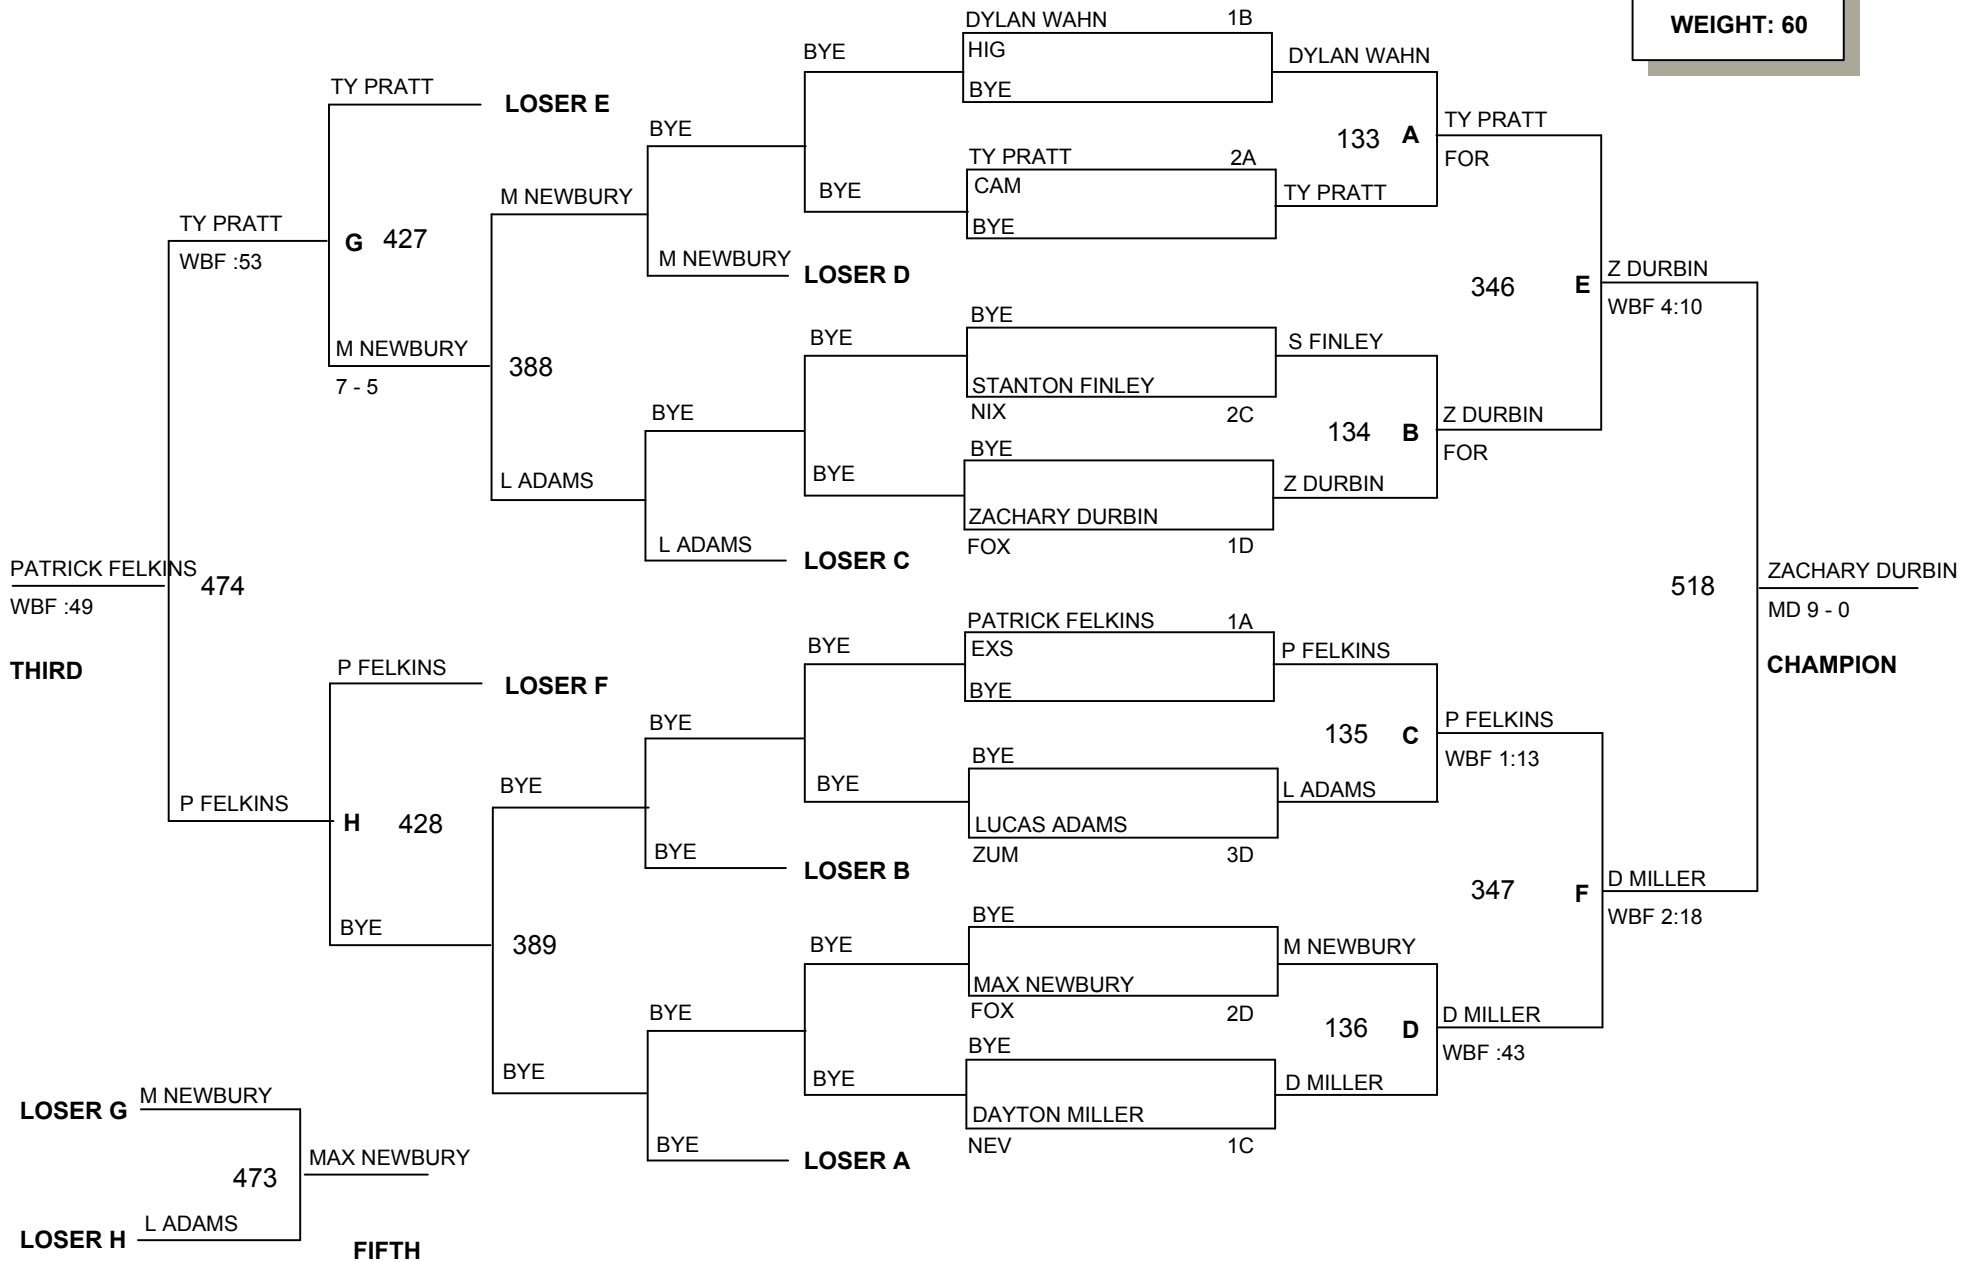 WEIGHT: 60
DYLAN WAHN 1B
HIG
BYE
BYE
DYLAN WAHN
TY PRATT
LOSER E
BYE
133 A
TY PRATT
FOR
TY PRATT 2A
CAM
BYE
BYE
TY PRATT
M NEWBURY
TY PRATT
WBF :53
G 427
M NEWBURY
LOSER D
346 E
Z DURBIN
WBF 4:10
BYE
BYE
S FINLEY
STANTON FINLEY
NIX 2C
M NEWBURY
7 - 5
388
BYE
134 B
Z DURBIN
FOR
BYE
BYE
ZACHARY DURBIN
FOX 1D
Z DURBIN
L ADAMS
L ADAMS
LOSER C
PATRICK FELKINS
WBF :49
474
THIRD
518
ZACHARY DURBIN
MD 9 - 0
CHAMPION
PATRICK FELKINS 1A
EXS
BYE
BYE
P FELKINS
P FELKINS
LOSER F
BYE
135 C
P FELKINS
WBF 1:13
BYE
BYE
LUCAS ADAMS
ZUM 3D
L ADAMS
BYE
P FELKINS
H 428
BYE
LOSER B
347 F
D MILLER
WBF 2:18
BYE
389
BYE
BYE
MAX NEWBURY
FOX 2D
M NEWBURY
BYE
136 D
D MILLER
WBF :43
BYE
BYE
BYE
DAYTON MILLER
NEV 1C
D MILLER
BYE
LOSER A
LOSER G
M NEWBURY
473
MAX NEWBURY
LOSER H
L ADAMS
FIFTH